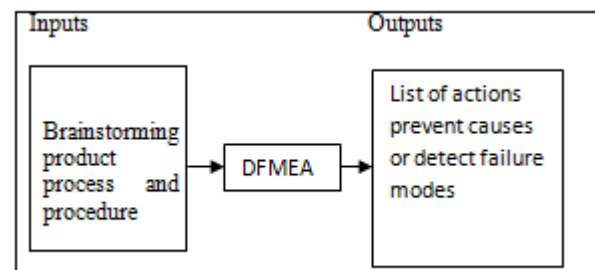 Inputs
Outputs
Brainstorming
product
process and
procedure
DFMEA
List of actions
prevent causes
or detect failure
modes